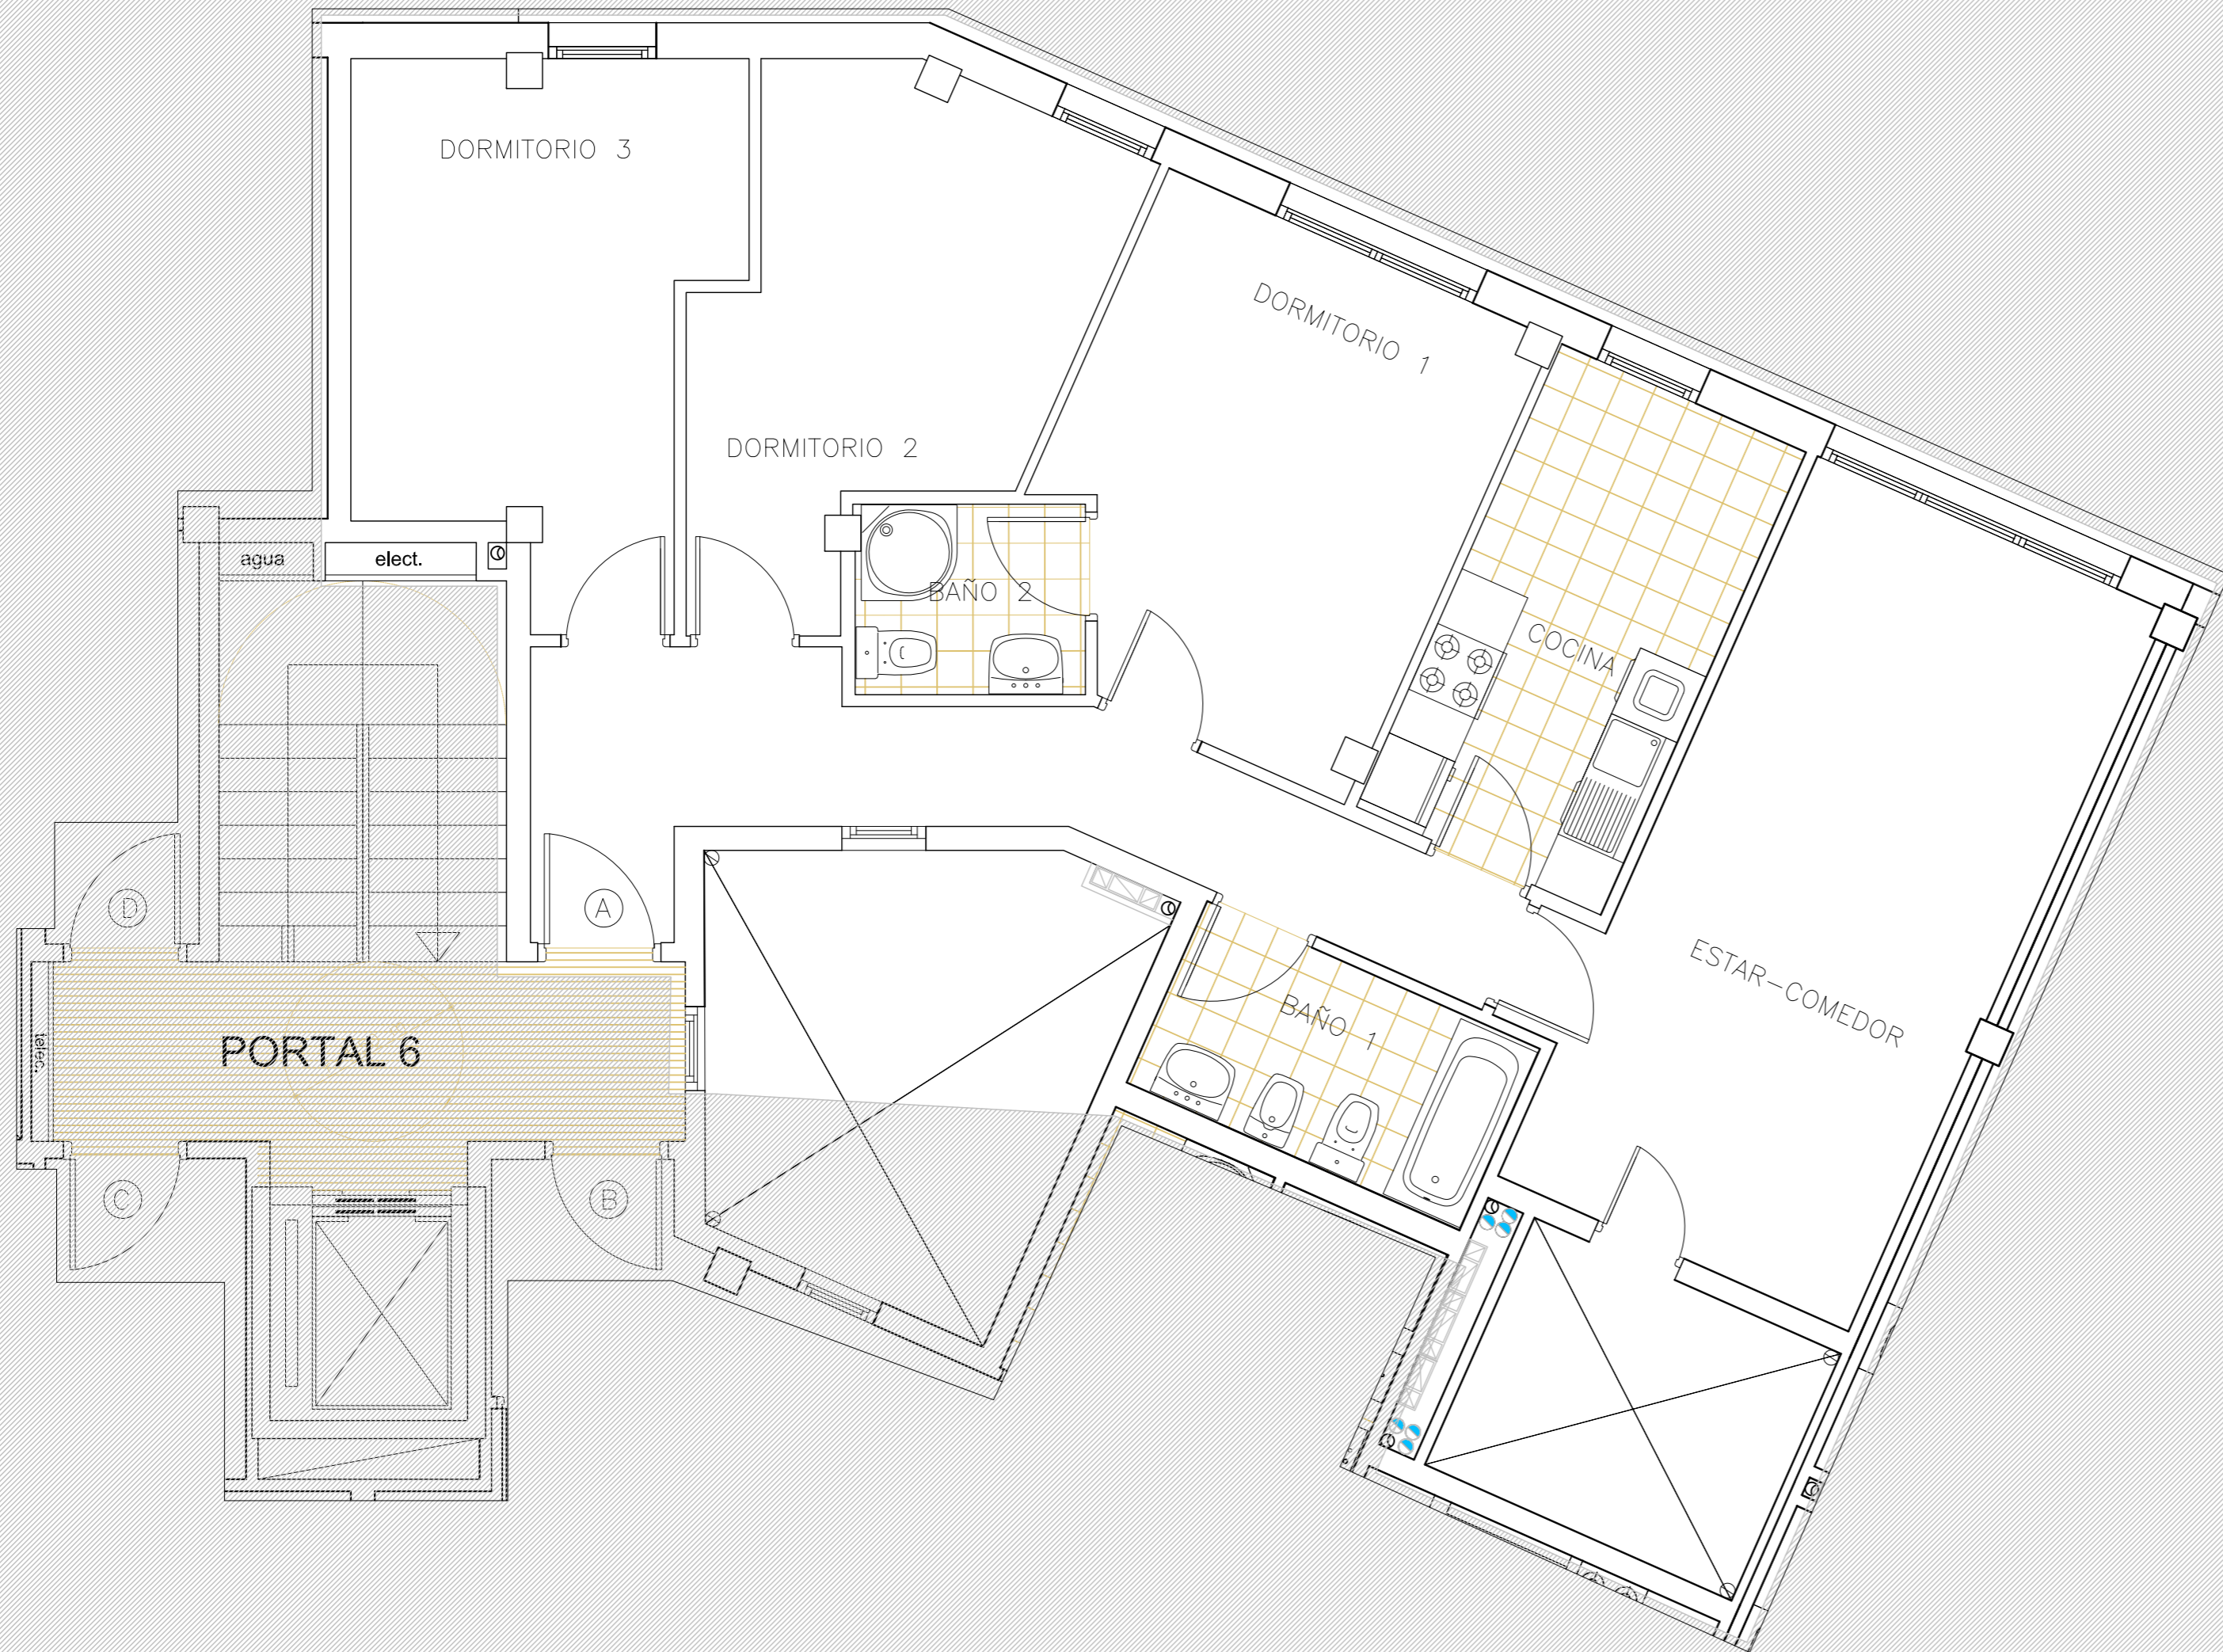 DORMITORIO 3
DORMITORIO 1
DORMITORIO 2
agua
elect.
BAÑO 2
COCINA
D
A
ESTAR-COMEDOR
BAÑO 1
telec.
PORTAL 6
C
B